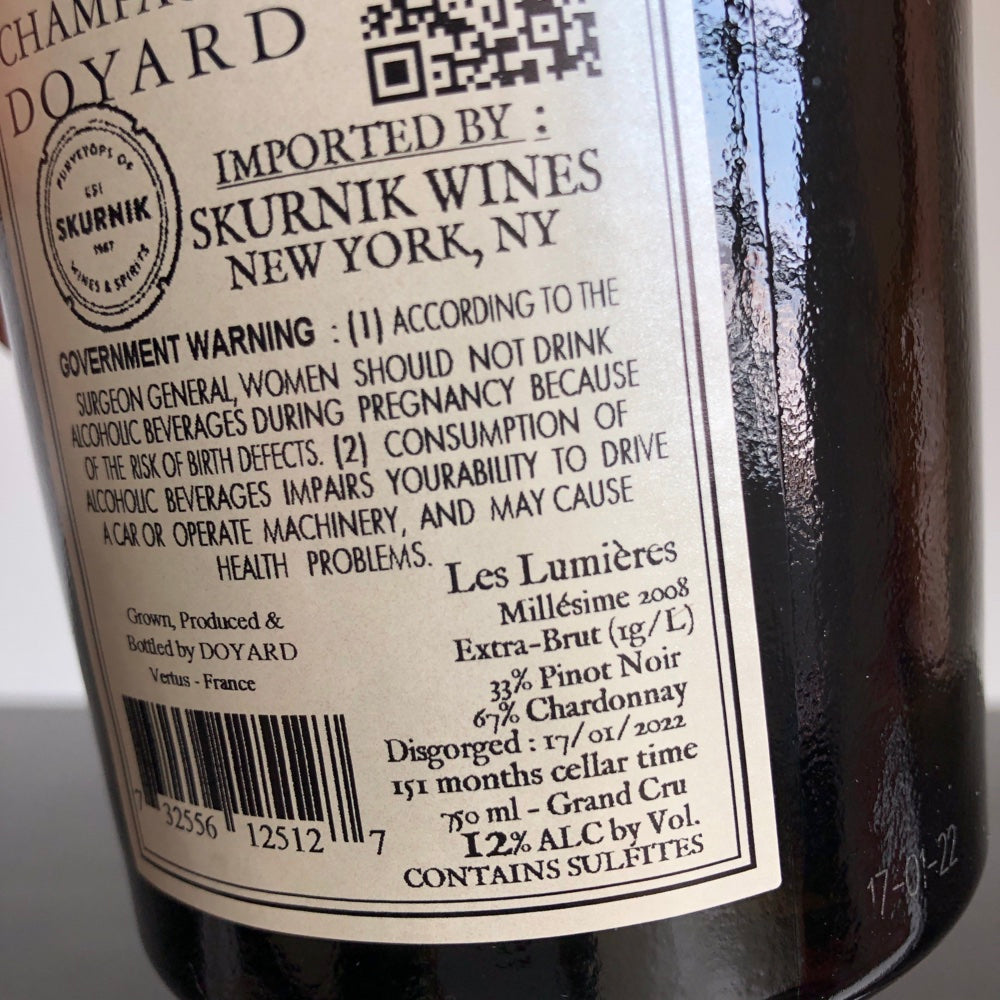 CHAMPA
DOYARD
PURVEYORS OF
EST
SKURNIK
1987
WINES & SPIRITS
IMPORTED BY :
SKURNIK WINES
NEW YORK, NY
GOVERNMENT WARNING : (1) ACCORDING TO THE
SURGEON GENERAL, WOMEN SHOULD NOT DRINK
ALCOHOLIC BEVERAGES DURING PREGNANCY BECAUSE
OF THE RISK OF BIRTH DEFECTS. (2) CONSUMPTION OF
ALCOHOLIC BEVERAGES IMPAIRS YOURABILITY TO DRIVE
A CAR OR OPERATE MACHINERY, AND MAY CAUSE
HEALTH PROBLEMS.
Grown, Produced &
Bottled by DOYARD
Vertus - France
7 32556 12512 7
Les Lumières
Millésime 2008
Extra-Brut (1g/L)
33% Pinot Noir
67% Chardonnay
Disgorged : 17/01/2022
151 months cellar time
750 ml - Grand Cru
12% ALC by Vol.
CONTAINS SULFITES
17-01-22